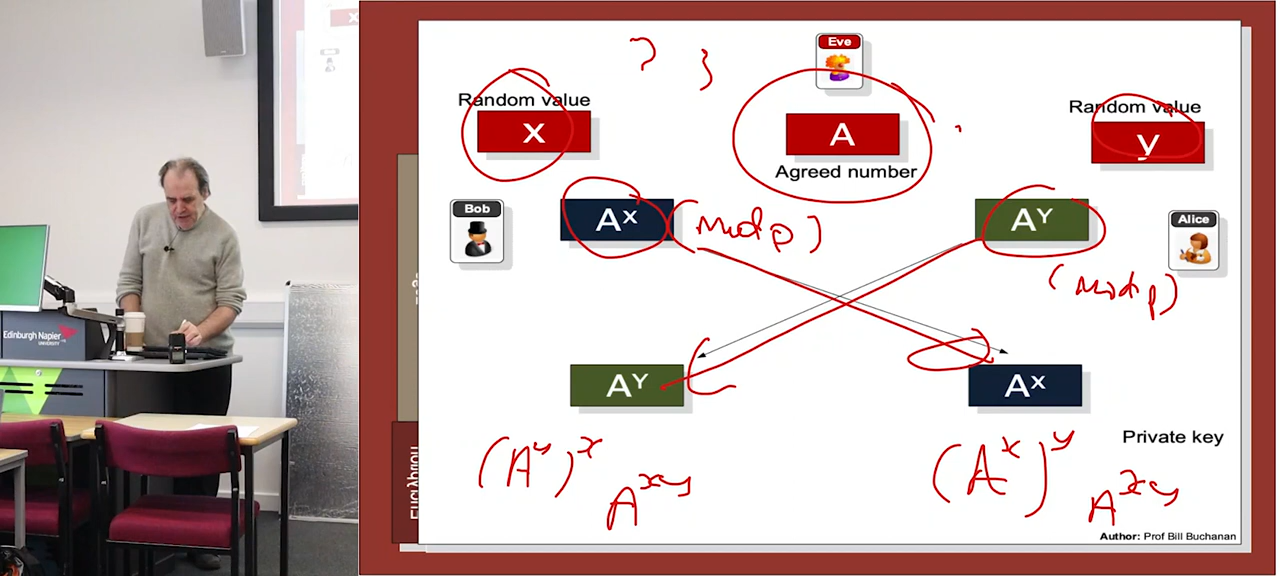 Eve
Random value
X
A
Agreed number
Random value
y
Bob
A^X
(Mod p)
A^Y
Alice
(Mod p)
A^Y
A^X
Private key
(A^y)^x
A^xy
(A^x)^y
A^xy
Author: Prof Bill Buchanan
Edinburgh Napier
UNIVERSITY